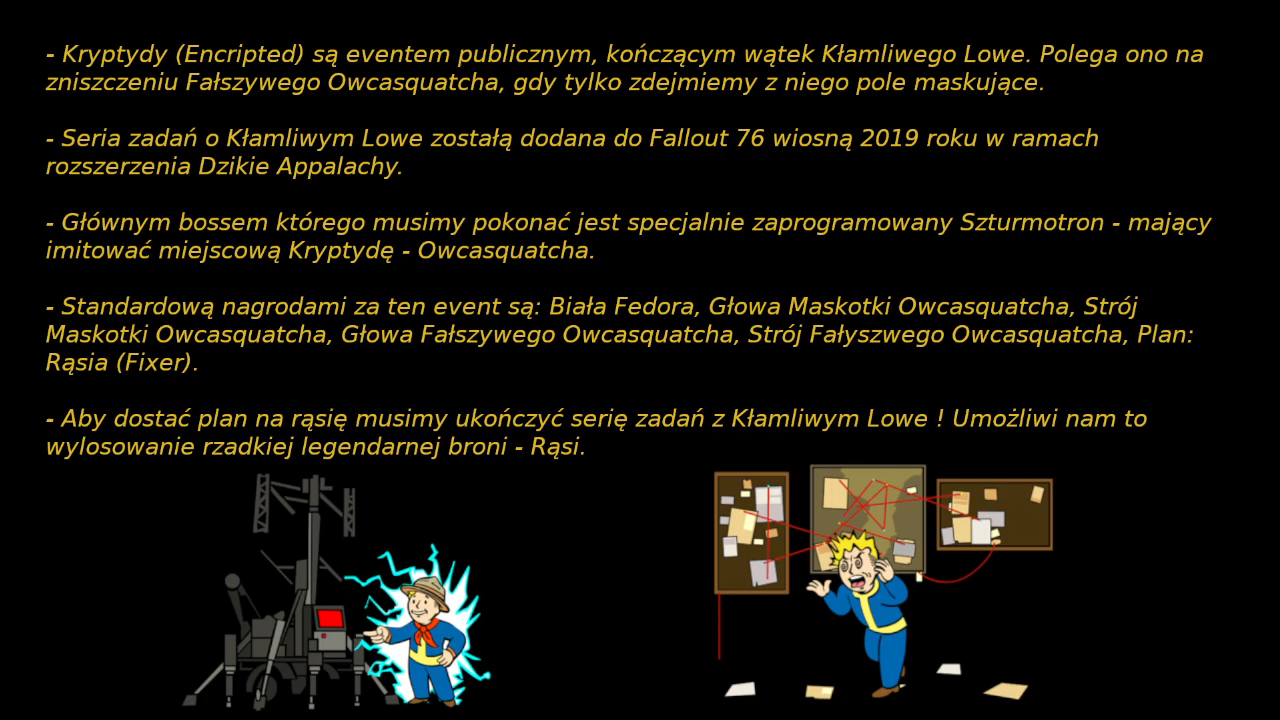 - Kryptydy (Encripted) są eventem publicznym, kończącym wątek Kłamliwego Lowe. Polega ono na
zniszczeniu Fałszywego Owcasquatcha, gdy tylko zdejmiemy z niego pole maskujące.
- Seria zadań o Kłamliwym Lowe zostałą dodana do Fallout 76 wiosną 2019 roku w ramach
rozszerzenia Dzikie Appalachy.
- Głównym bossem którego musimy pokonać jest specjalnie zaprogramowany Szturmotron - mający
imitować miejscową Kryptydę - Owcasquatcha.
- Standardową nagrodami za ten event są: Biała Fedora, Głowa Maskotki Owcasquatcha, Strój
Maskotki Owcasquatcha, Głowa Fałszywego Owcasquatcha, Strój Fałyszwego Owcasquatcha, Plan:
Rąsia (Fixer).
- Aby dostać plan na rąsię musimy ukończyć serię zadań z Kłamliwym Lowe ! Umożliwi nam to
wylosowanie rzadkiej legendarnej broni - Rąsi.